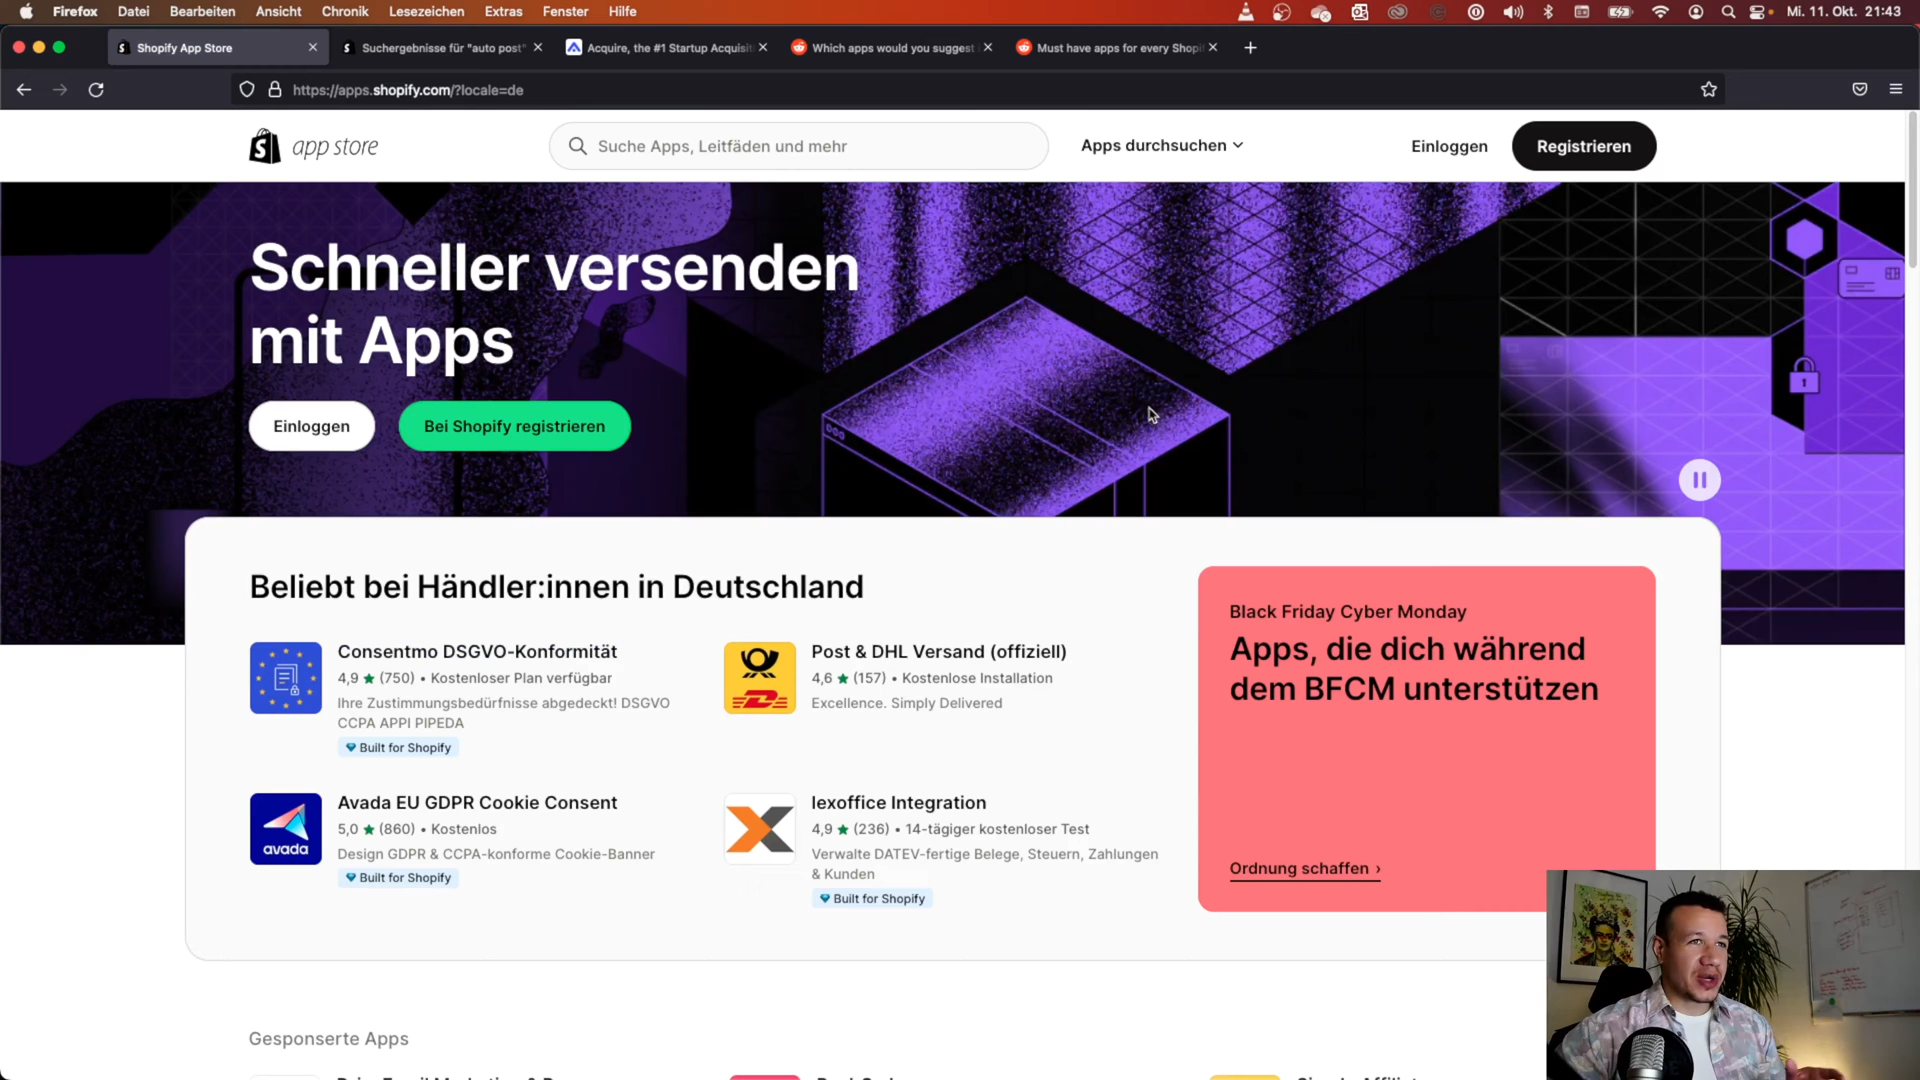 Firefox Datei Bearbeiten Ansicht Chronik Lesezeichen Extras Fenster Hilfe Mi. 11. Okt. 21:43
Shopify App Store Suchergebnisse für "auto post" Acquire, the #1 Startup Acquisit Which apps would you suggest Must have apps for every Shopi
https://apps.shopify.com/?locale=de
app store Suche Apps, Leitfäden und mehr Apps durchsuchen Einloggen Registrieren
Schneller versenden
mit Apps
Einloggen Bei Shopify registrieren
Beliebt bei Händler:innen in Deutschland
Consentmo DSGVO-Konformität
4,9 ★ (750) • Kostenloser Plan verfügbar
Ihre Zustimmungsbedürfnisse abgedeckt! DSGVO
CCPA APPI PIPEDA
Built for Shopify
Post & DHL Versand (offiziell)
4,6 ★ (157) • Kostenlose Installation
Excellence. Simply Delivered
avada
Avada EU GDPR Cookie Consent
5,0 ★ (860) • Kostenlos
Design GDPR & CCPA-konforme Cookie-Banner
Built for Shopify
lexoffice Integration
4,9 ★ (236) • 14-tägiger kostenloser Test
Verwalte DATEV-fertige Belege, Steuern, Zahlungen
& Kunden
Built for Shopify
Black Friday Cyber Monday
Apps, die dich während
dem BFCM unterstützen
Ordnung schaffen ›
Gesponserte Apps